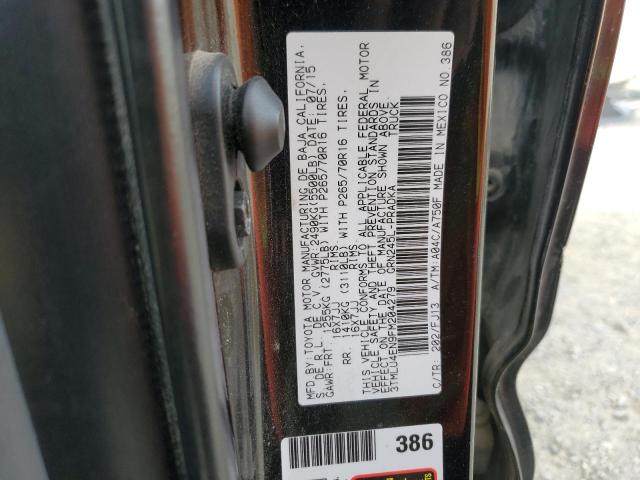 MFD BY: TOYOTA MOTOR MANUFACTURING DE BAJA CALIFORNIA,
S. DE R.L. DE C.V. GVWR: 2490KG(5500LB) DATE: 07/15
GAWR:FRT. 1255KG (2775LB) WITH P265/70R16 TIRES,
16X7JJ RIMS
RR. 1410KG (3110LB) WITH P265/70R16 TIRES,
16X7JJ RIMS
THIS VEHICLE CONFORMS TO ALL APPLICABLE FEDERAL MOTOR
VEHICLE SAFETY AND THEFT PREVENTION STANDARDS IN
EFFECT ON THE DATE OF MANUFACTURE SHOWN ABOVE.
3TMLU4EN9FM204279 GRN245L-PRADKA TRUCK
C/TR: 202/FJ13 A/TM:A04C/A750F MADE IN MEXICO NO 386
386